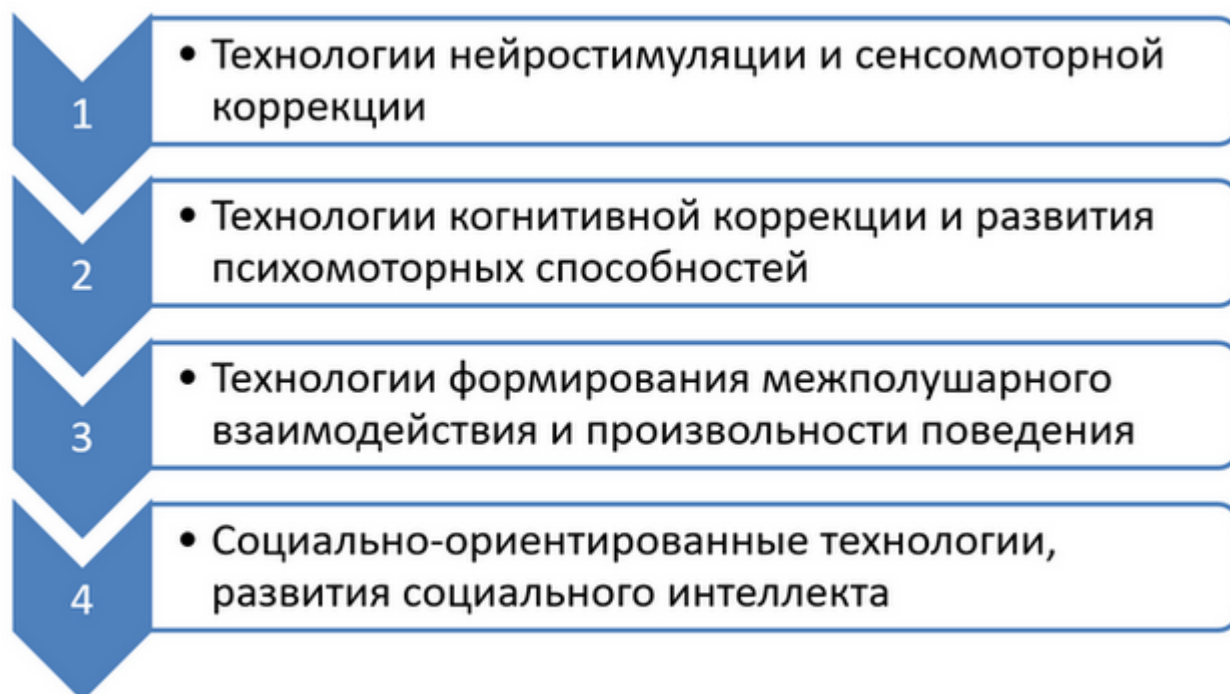 1
• Технологии нейростимуляции и сенсомоторной
коррекции
2
• Технологии когнитивной коррекции и развития
психомоторных способностей
3
• Технологии формирования межполушарного
взаимодействия и произвольности поведения
4
• Социально-ориентированные технологии,
развития социального интеллекта